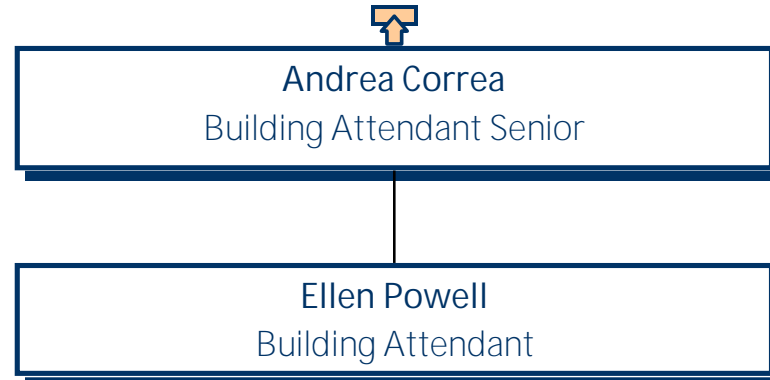 Andrea Correa
Building Attendant Senior
Ellen Powell
Building Attendant